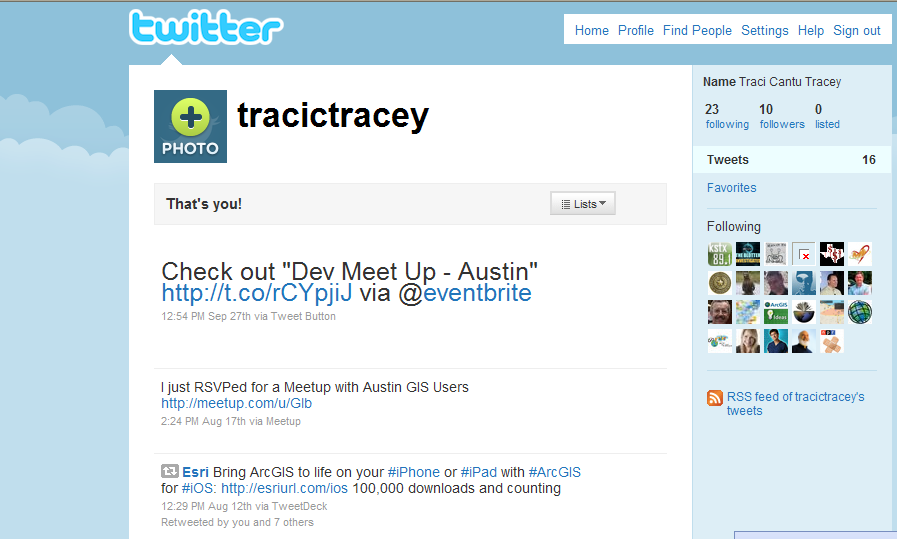 twitter
Home Profile Find People Settings Help Sign out
PHOTO
tracictracey
That's you!
Lists
Check out "Dev Meet Up - Austin"
http://t.co/rCYpjiJ via @eventbrite
12:54 PM Sep 27th via Tweet Button
I just RSVPed for a Meetup with Austin GIS Users
http://meetup.com/u/Glb
2:24 PM Aug 17th via Meetup
Esri Bring ArcGIS to life on your #iPhone or #iPad with #ArcGIS
for #iOS: http://esriurl.com/ios 100,000 downloads and counting
12:29 PM Aug 12th via TweetDeck
Retweeted by you and 7 others
Name Traci Cantu Tracey
23 10 0
following followers listed
Tweets 16
Favorites
Following
KSTX
89.1
ArcGIS
Ideas
npr
RSS feed of tracictracey's
tweets